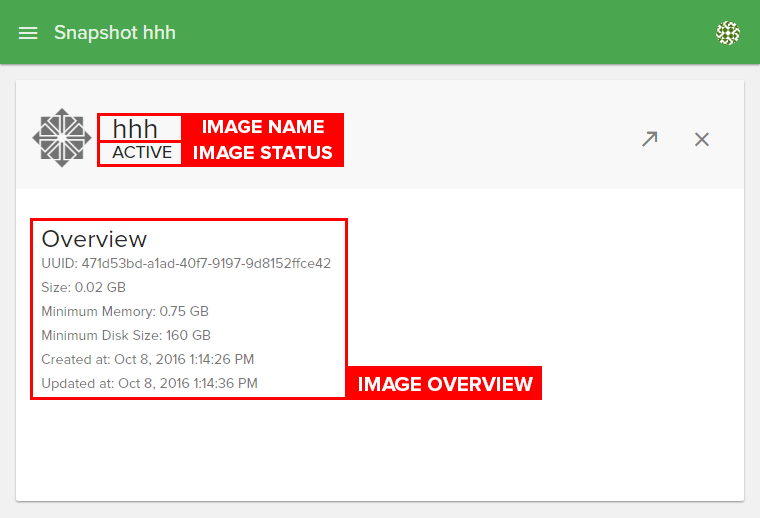 Snapshot hhh
hhh
IMAGE NAME
ACTIVE
IMAGE STATUS
Overview
UUID: 471d53bd-a1ad-40f7-9197-9d8152ffce42
Size: 0.02 GB
Minimum Memory: 0.75 GB
Minimum Disk Size: 160 GB
Created at: Oct 8, 2016 1:14:26 PM
Updated at: Oct 8, 2016 1:14:36 PM
IMAGE OVERVIEW